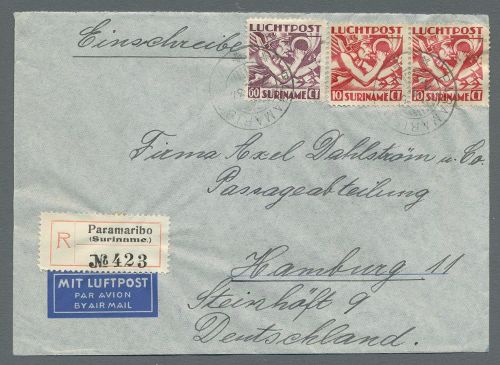 Einschreiben
LUCHTPOST
60 SURINAME CT
LUCHTPOST
10 SURINAME CT
LUCHTPOST
10 SURINAME CT
PARAMARIBO
Firma Axel Dahlström u. Co.
Passageabteilung
Hamburg 11
Steinhöft 9
Deutschland.
R
Paramaribo
(Suriname.)
№ 423
MIT LUFTPOST
PAR AVION
BY AIR MAIL